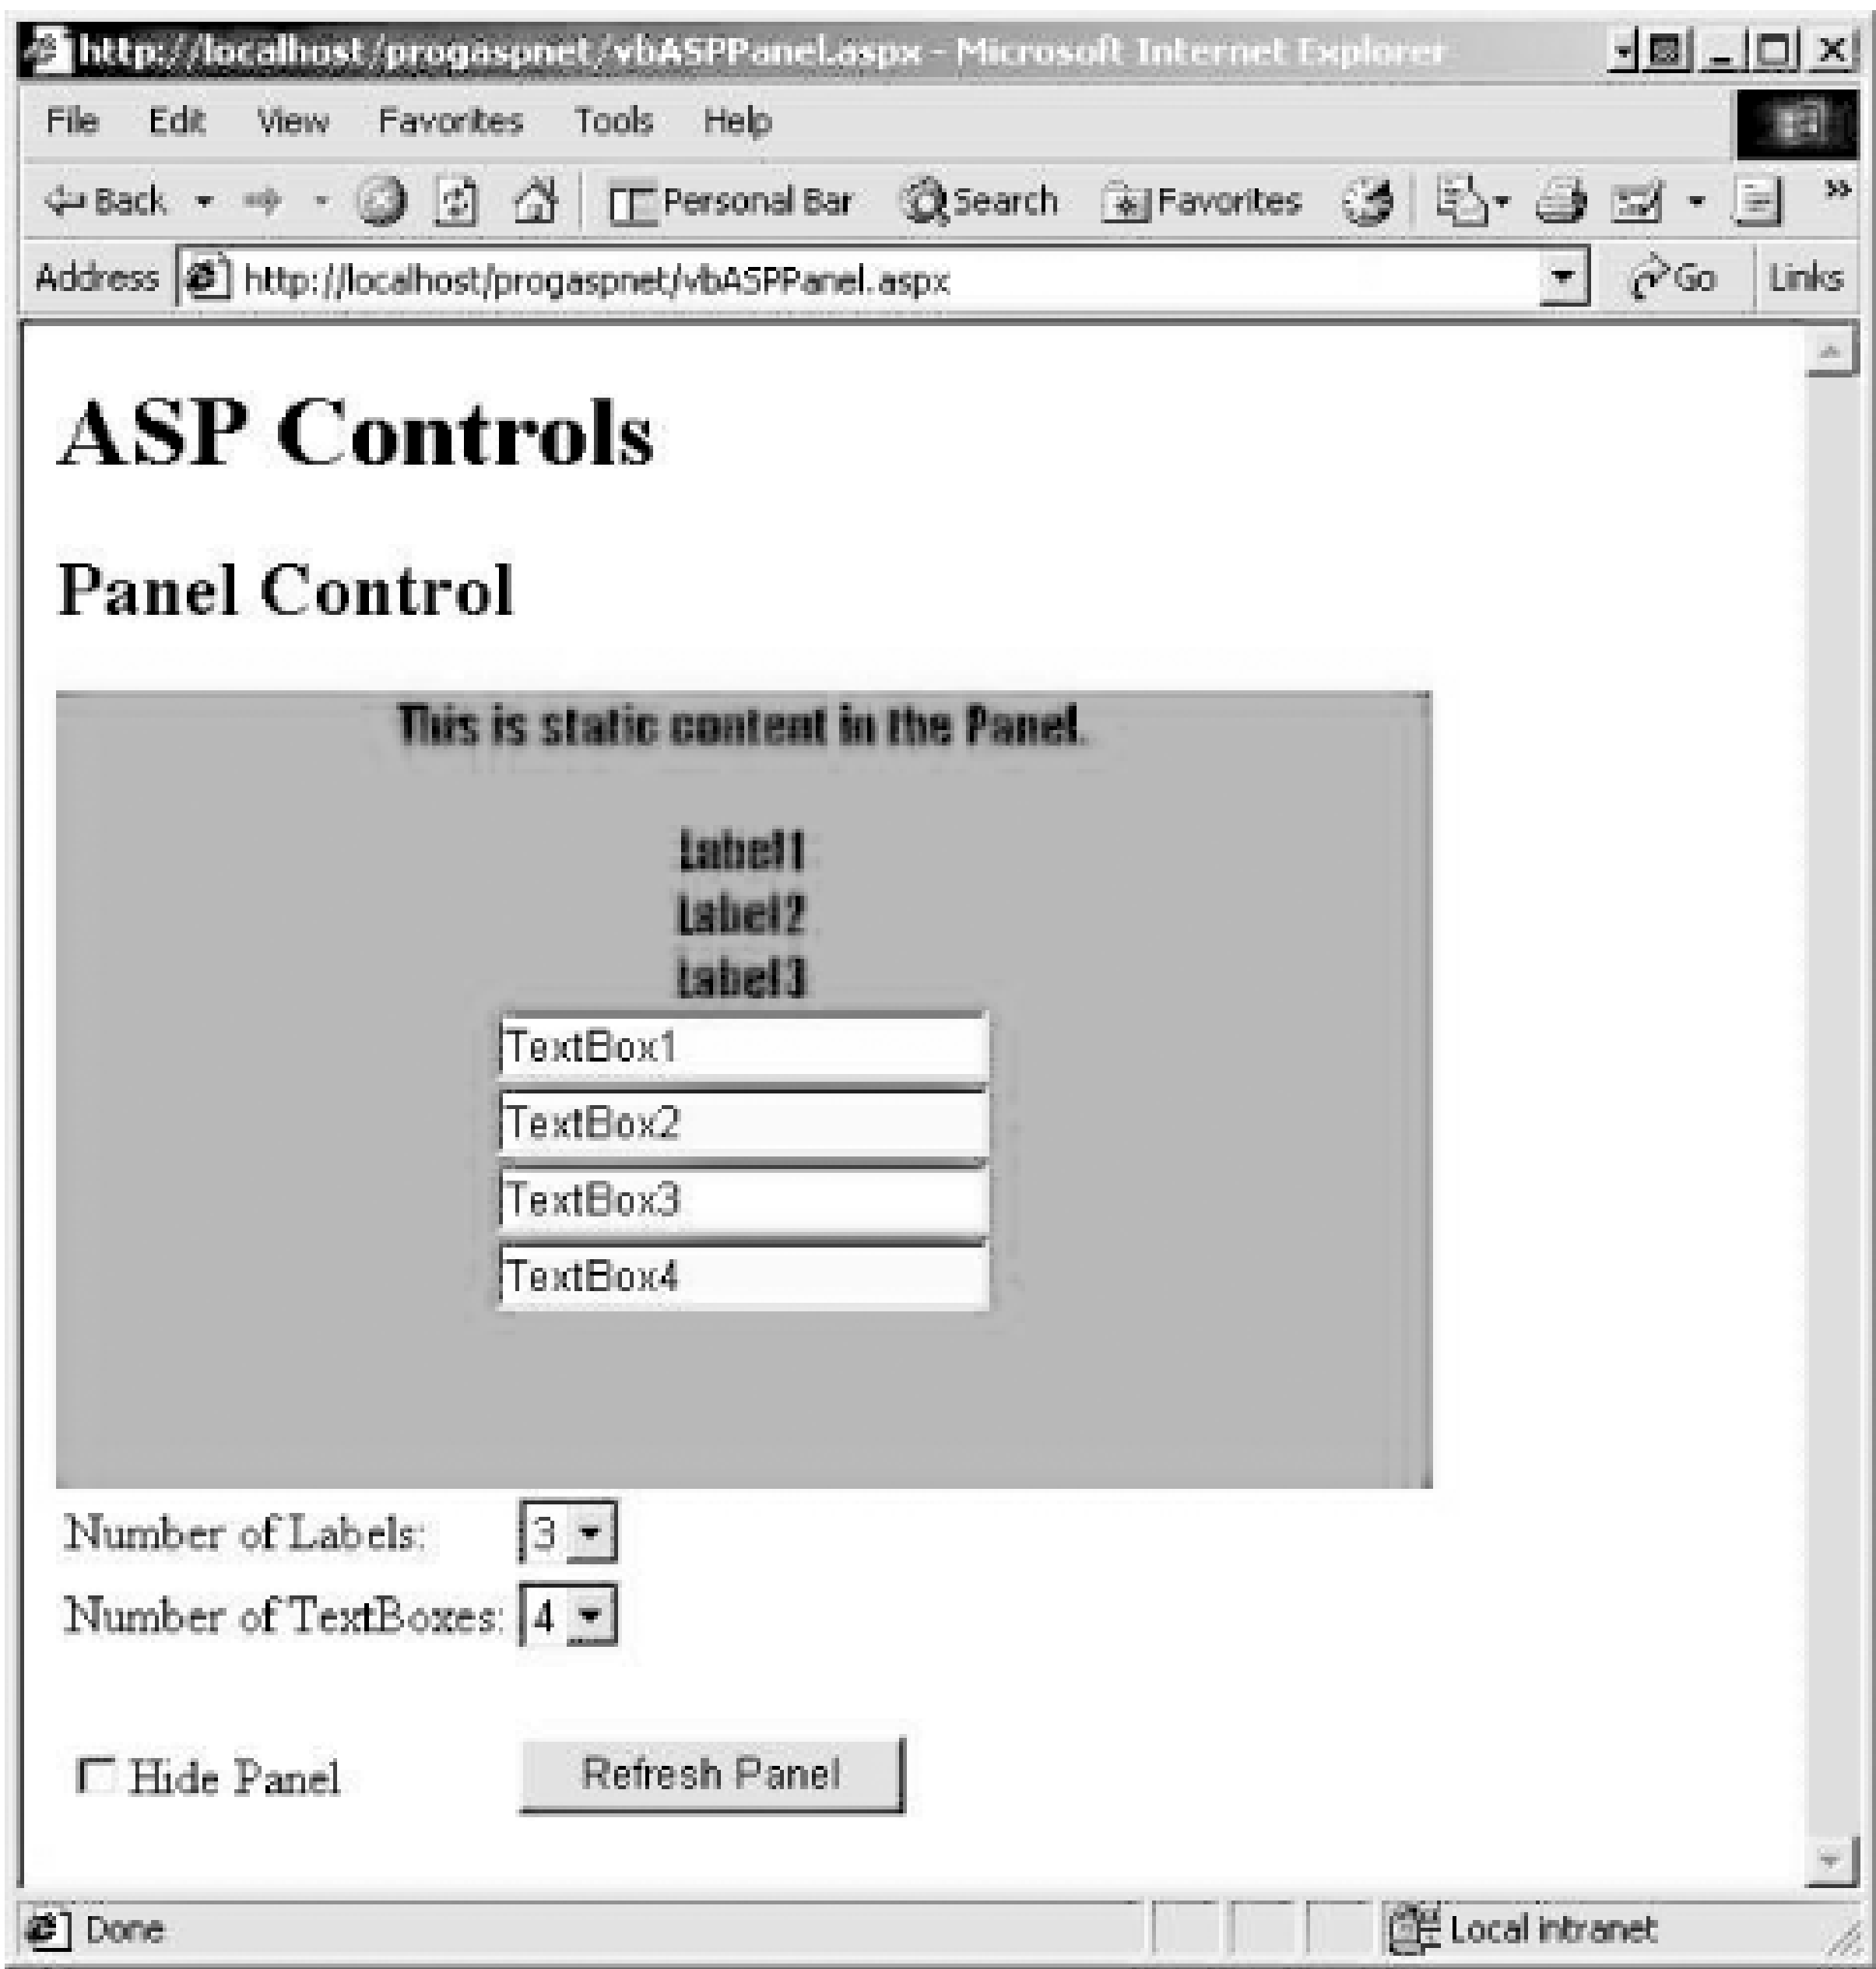 http://localhost/progaspnet/vbASPPanel.aspx - Microsoft Internet Explorer
File Edit View Favorites Tools Help
Back Personal Bar Search Favorites »
Address http://localhost/progaspnet/vbASPPanel.aspx Go Links
ASP Controls
Panel Control
This is static content in the Panel.
Label1
Label2
Label3
TextBox1
TextBox2
TextBox3
TextBox4
Number of Labels: 3
Number of TextBoxes: 4
Hide Panel Refresh Panel
Done Local intranet